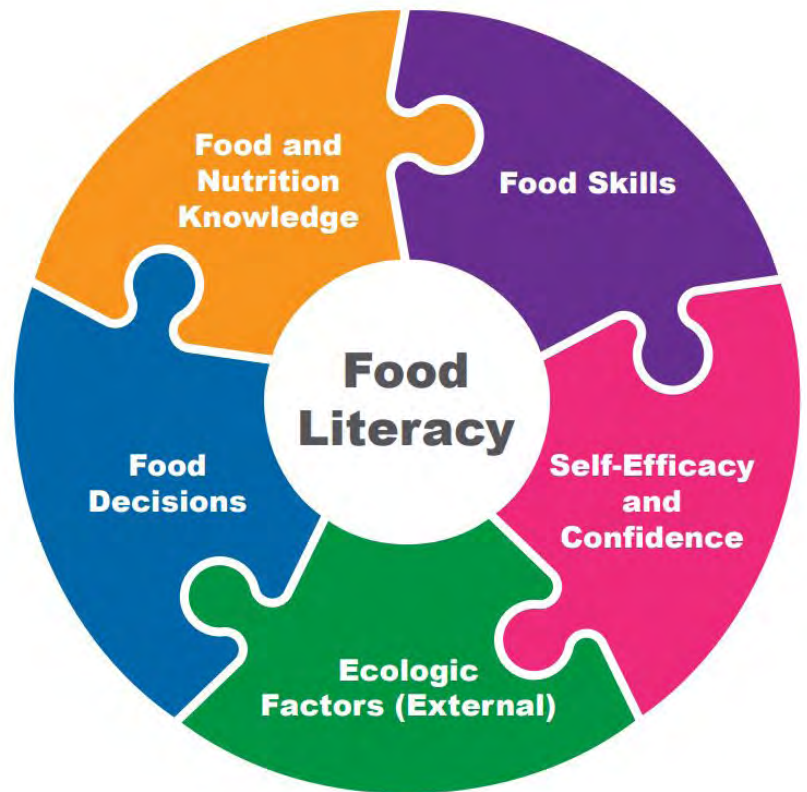 Food and
Nutrition
Knowledge
Food Skills
Food
Literacy
Food
Decisions
Self-Efficacy
and
Confidence
Ecologic
Factors (External)